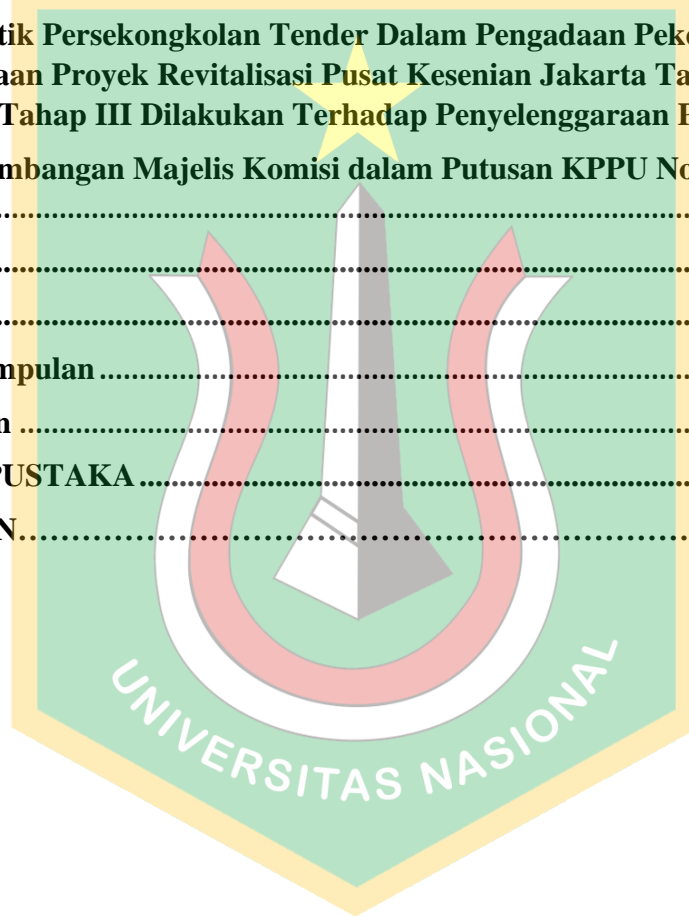 tik Persekongkolan Tender Dalam Pengadaan Peke
aan Proyek Revitalisasi Pusat Kesenian Jakarta Ta
Tahap III Dilakukan Terhadap Penyelenggaraan P
mbangan Majelis Komisi dalam Putusan KPPU No
................................................................
................................................................
................................................................
mpulan ................................................................
n ................................................................
PUSTAKA ................................................................
N................................................................
UNIVERSITAS NASIONAL